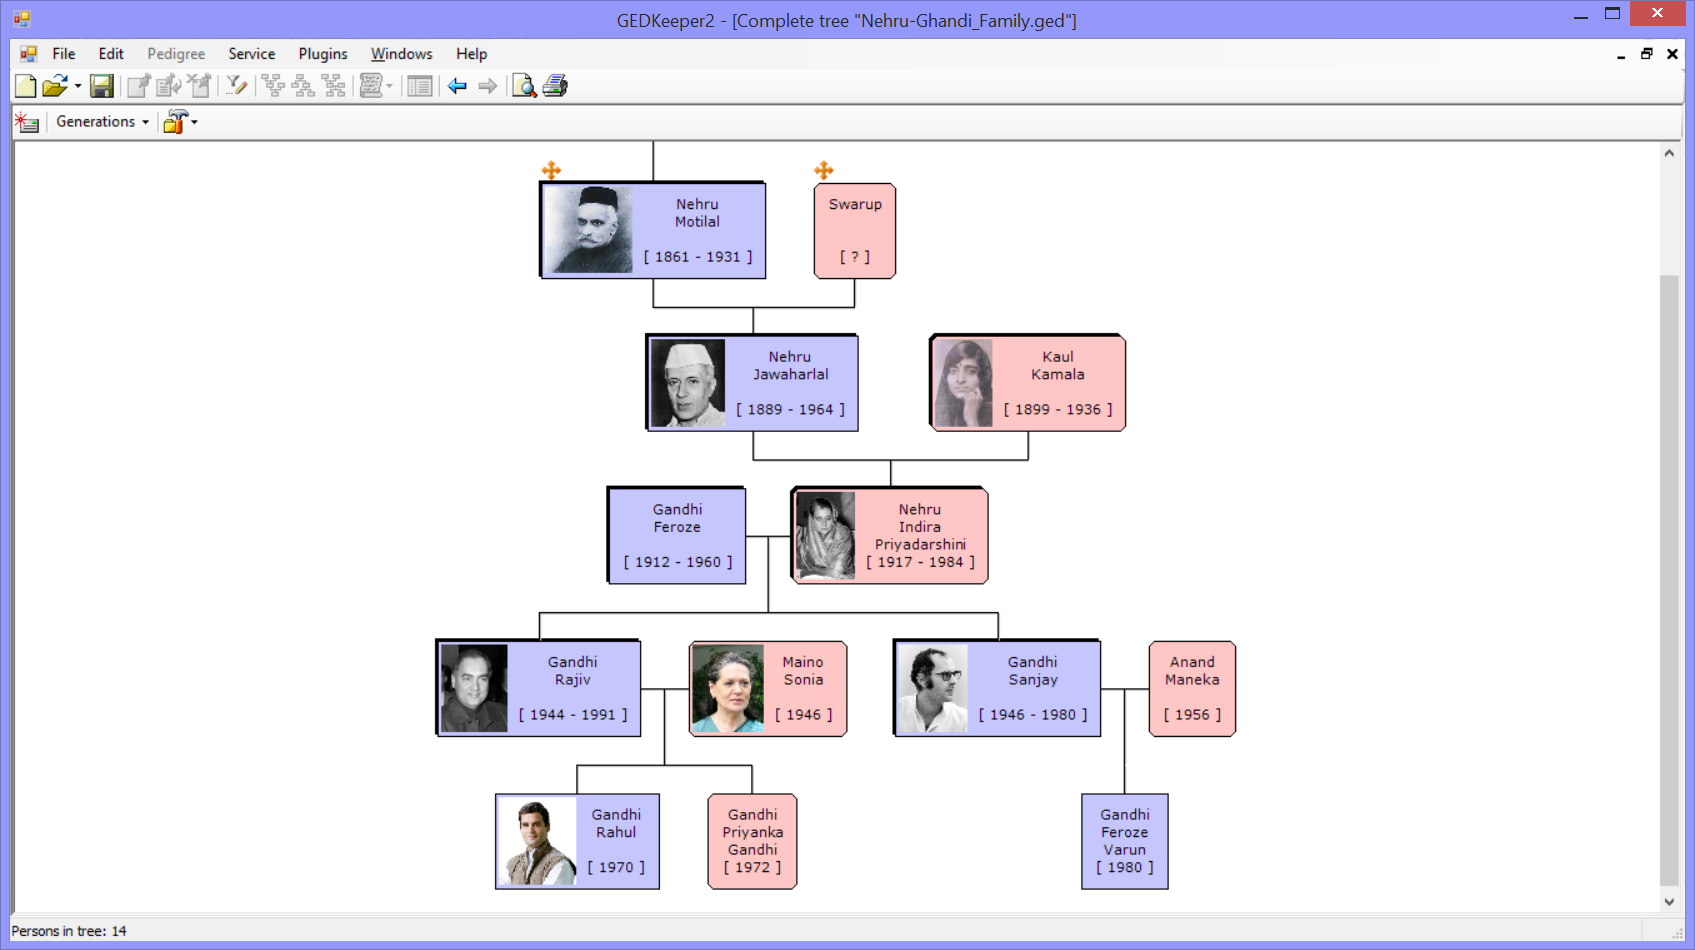 GEDKeeper2 - [Complete tree "Nehru-Ghandi_Family.ged"]
File Edit Pedigree Service Plugins Windows Help
Generations
Nehru
Motilal
[ 1861 - 1931 ]
Swarup
[ ? ]
Nehru
Jawaharlal
[ 1889 - 1964 ]
Kaul
Kamala
[ 1899 - 1936 ]
Gandhi
Feroze
[ 1912 - 1960 ]
Nehru
Indira
Priyadarshini
[ 1917 - 1984 ]
Gandhi
Rajiv
[ 1944 - 1991 ]
Maino
Sonia
[ 1946 ]
Gandhi
Sanjay
[ 1946 - 1980 ]
Anand
Maneka
[ 1956 ]
Gandhi
Rahul
[ 1970 ]
Gandhi
Priyanka
Gandhi
[ 1972 ]
Gandhi
Feroze
Varun
[ 1980 ]
Persons in tree: 14